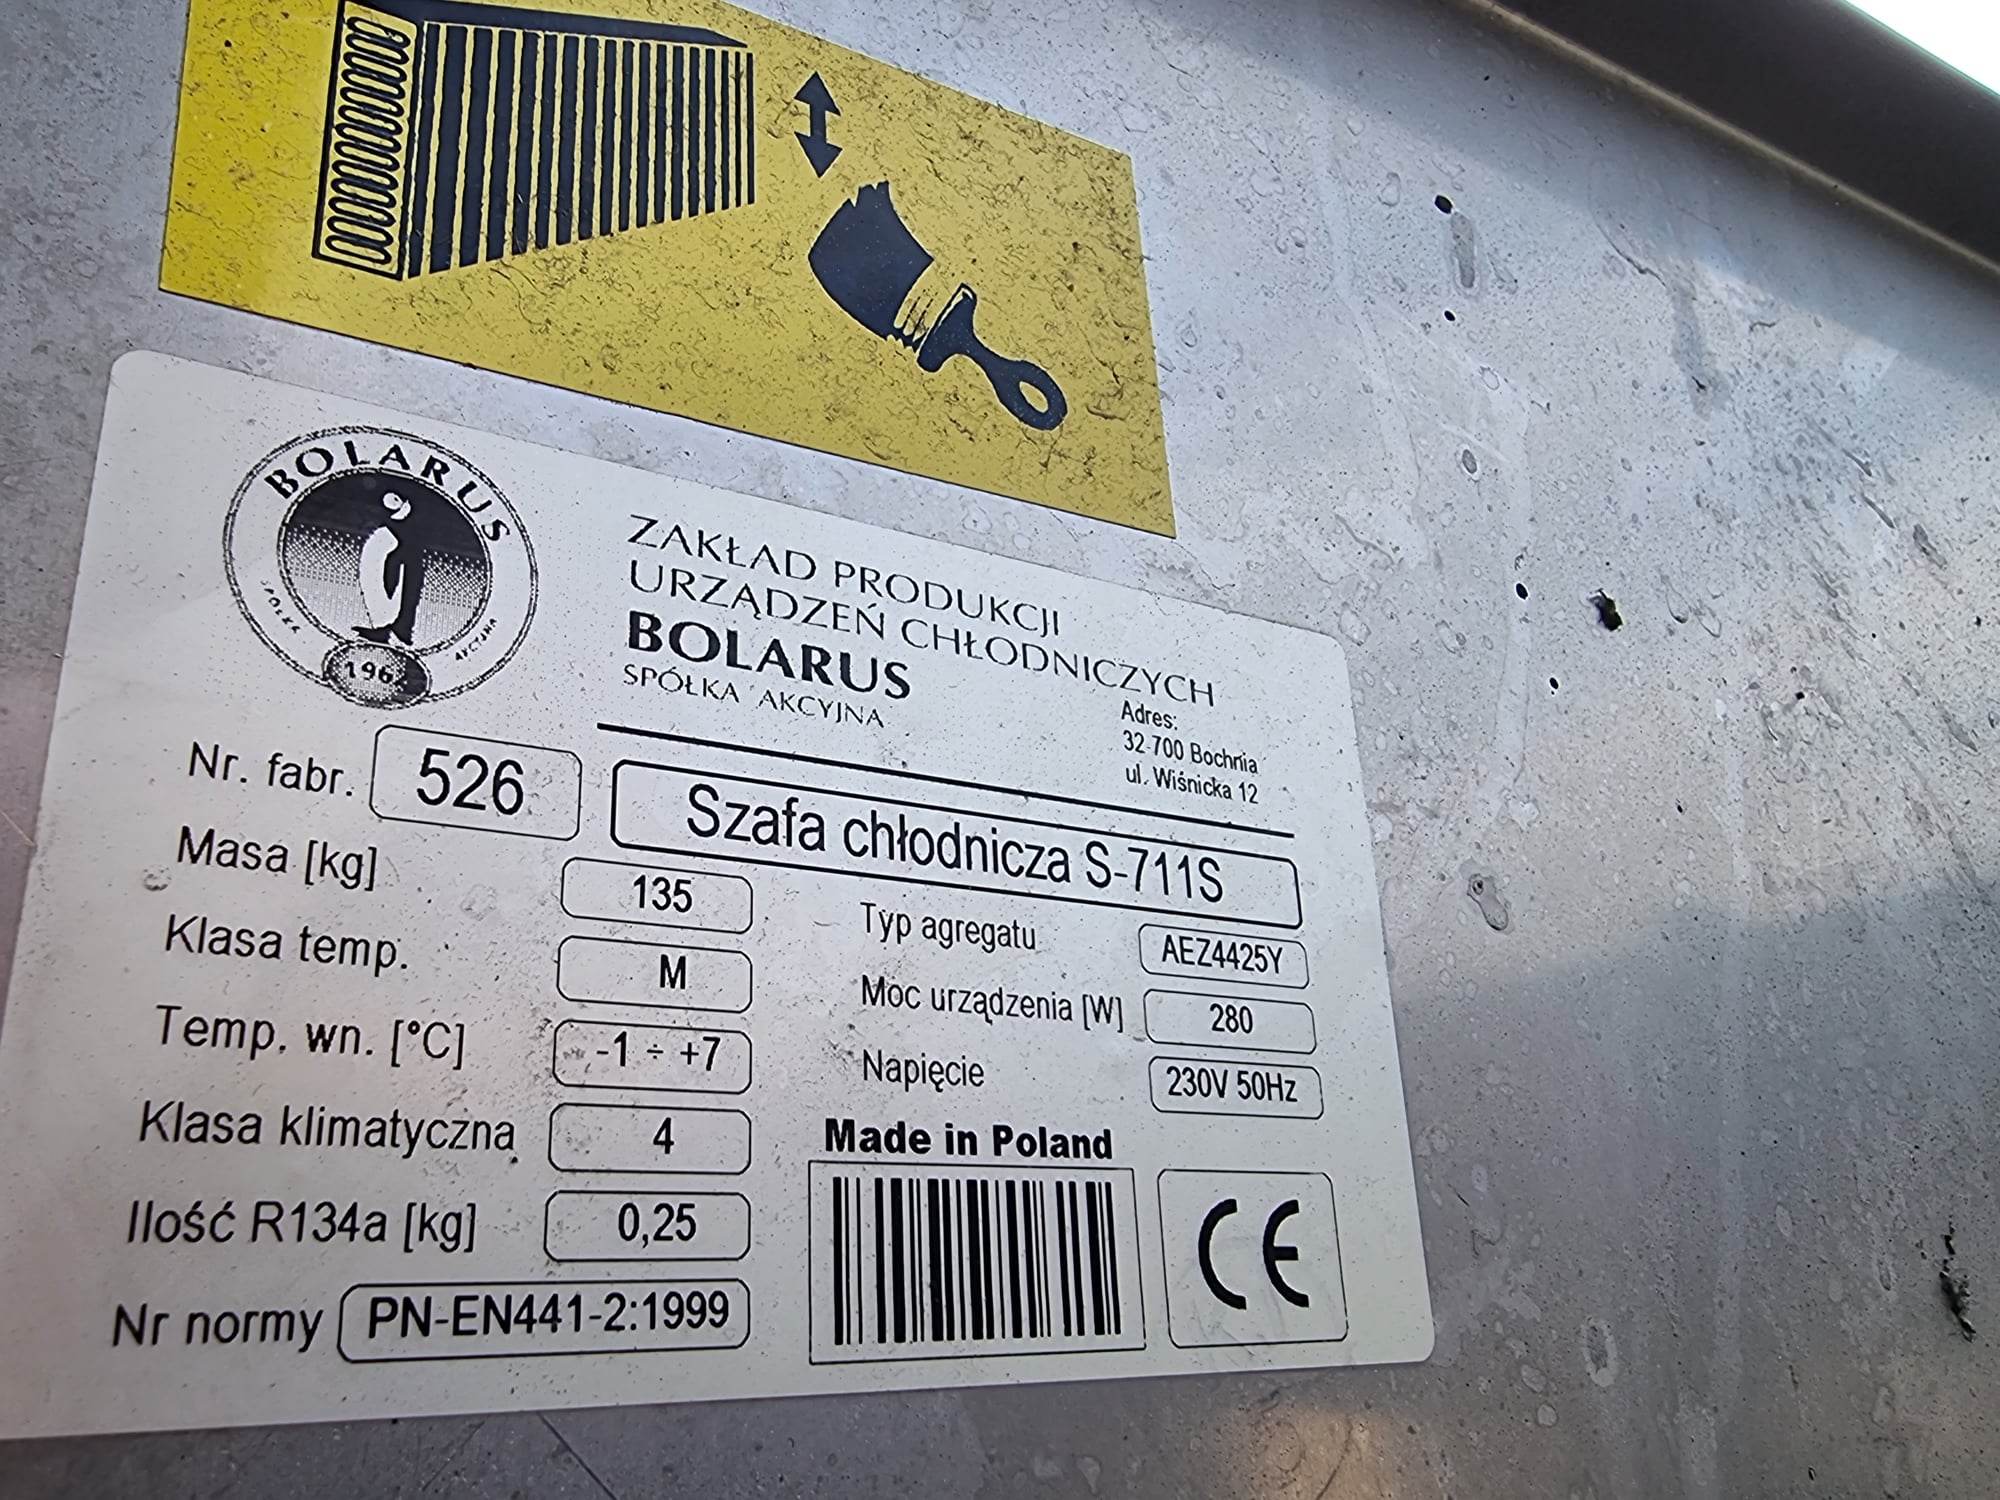 BOLARUS
SPÓŁKA AKCYJNA
ZAKŁAD PRODUKCJI
URZĄDZEŃ CHŁODNICZYCH
BOLARUS
SPÓŁKA AKCYJNA
Adres:
32-700 Bochnia
ul. Wiśnicka 12
Nr. fabr. 526
Szafa chłodnicza S-711S
Masa [kg] 135
Klasa temp. M
Temp. wn. [°C] -1 ÷ +7
Klasa klimatyczna 4
Ilość R134a [kg] 0,25
Nr normy PN-EN441-2:1999
Typ agregatu AEZ4425Y
Moc urządzenia [W] 280
Napięcie 230V 50Hz
Made in Poland
CE